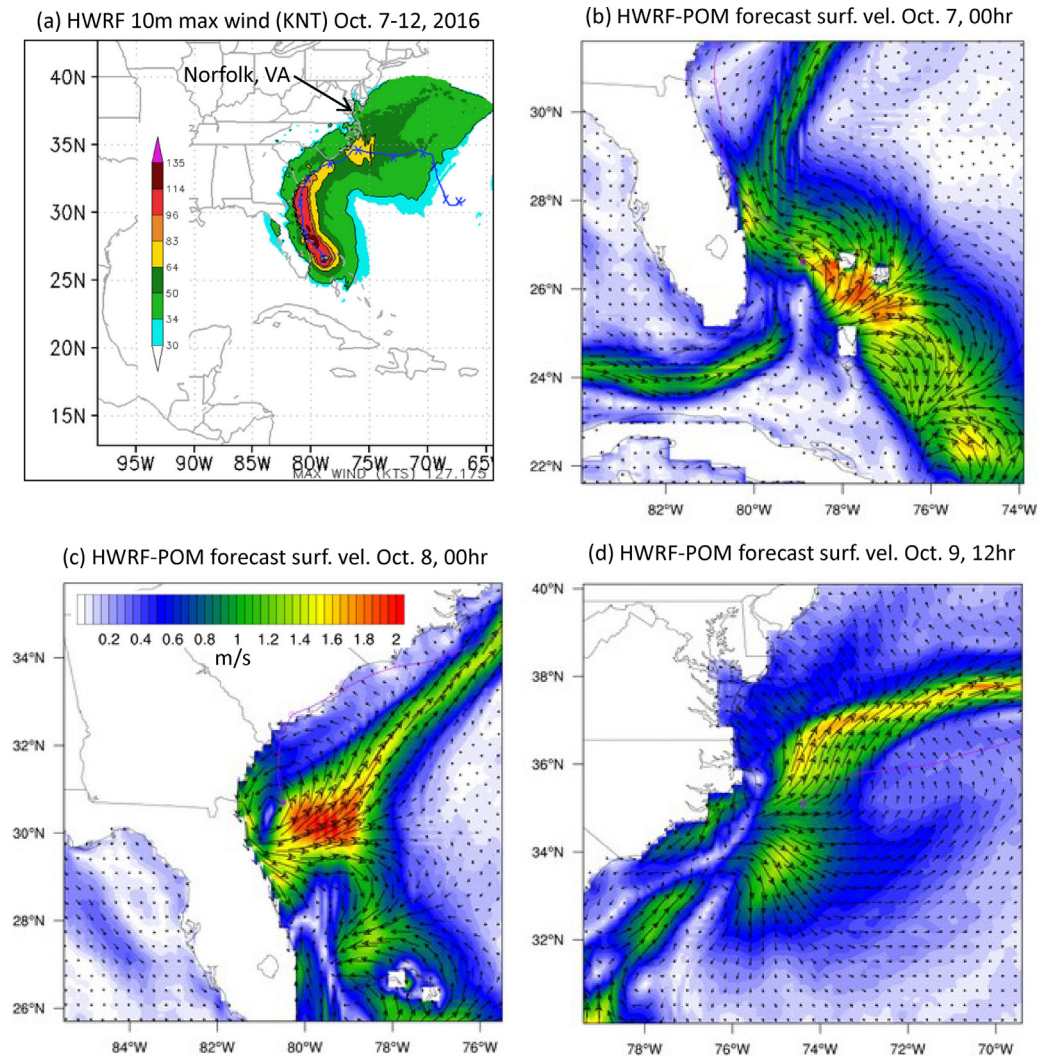 (a) HWRF 10m max wind (KNT) Oct. 7-12, 2016
Norfolk, VA
40N
35N
30N
25N
20N
15N
135
114
96
83
64
50
34
30
95W 90W 85W 80W 75W 70W 65W
MAX WIND (KTS) 127.175
(b) HWRF-POM forecast surf. vel. Oct. 7, 00hr
30°N
28°N
26°N
24°N
22°N
82°W 80°W 78°W 76°W 74°W
(c) HWRF-POM forecast surf. vel. Oct. 8, 00hr
0.2 0.4 0.6 0.8 1 1.2 1.4 1.6 1.8 2
m/s
34°N
32°N
30°N
28°N
26°N
84°W 82°W 80°W 78°W 76°W
(d) HWRF-POM forecast surf. vel. Oct. 9, 12hr
40°N
38°N
36°N
34°N
32°N
78°W 76°W 74°W 72°W 70°W